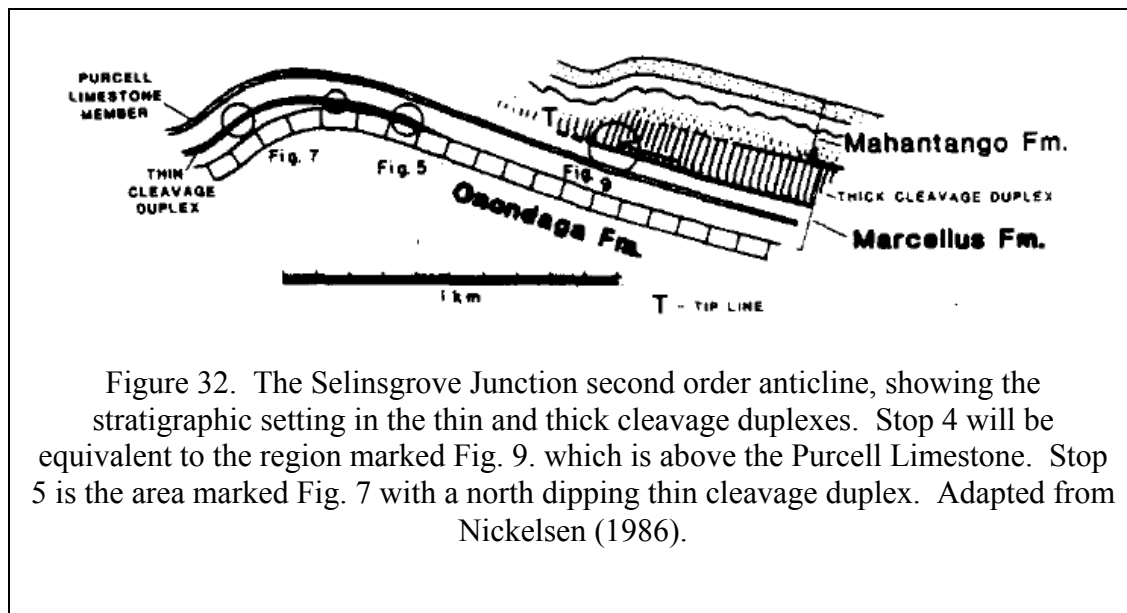 PURCELL
LIMESTONE
MEMBER
THIN
CLEAVAGE
DUPLEX
Fig. 7
Fig. 5
Fig. 9
T
Onondaga Fm.
Mahantango Fm.
THICK CLEAVAGE DUPLEX
Marcellus Fm.
1 km
T - TIP LINE
Figure 32. The Selinsgrove Junction second order anticline, showing the
stratigraphic setting in the thin and thick cleavage duplexes. Stop 4 will be
equivalent to the region marked Fig. 9. which is above the Purcell Limestone. Stop
5 is the area marked Fig. 7 with a north dipping thin cleavage duplex. Adapted from
Nickelsen (1986).